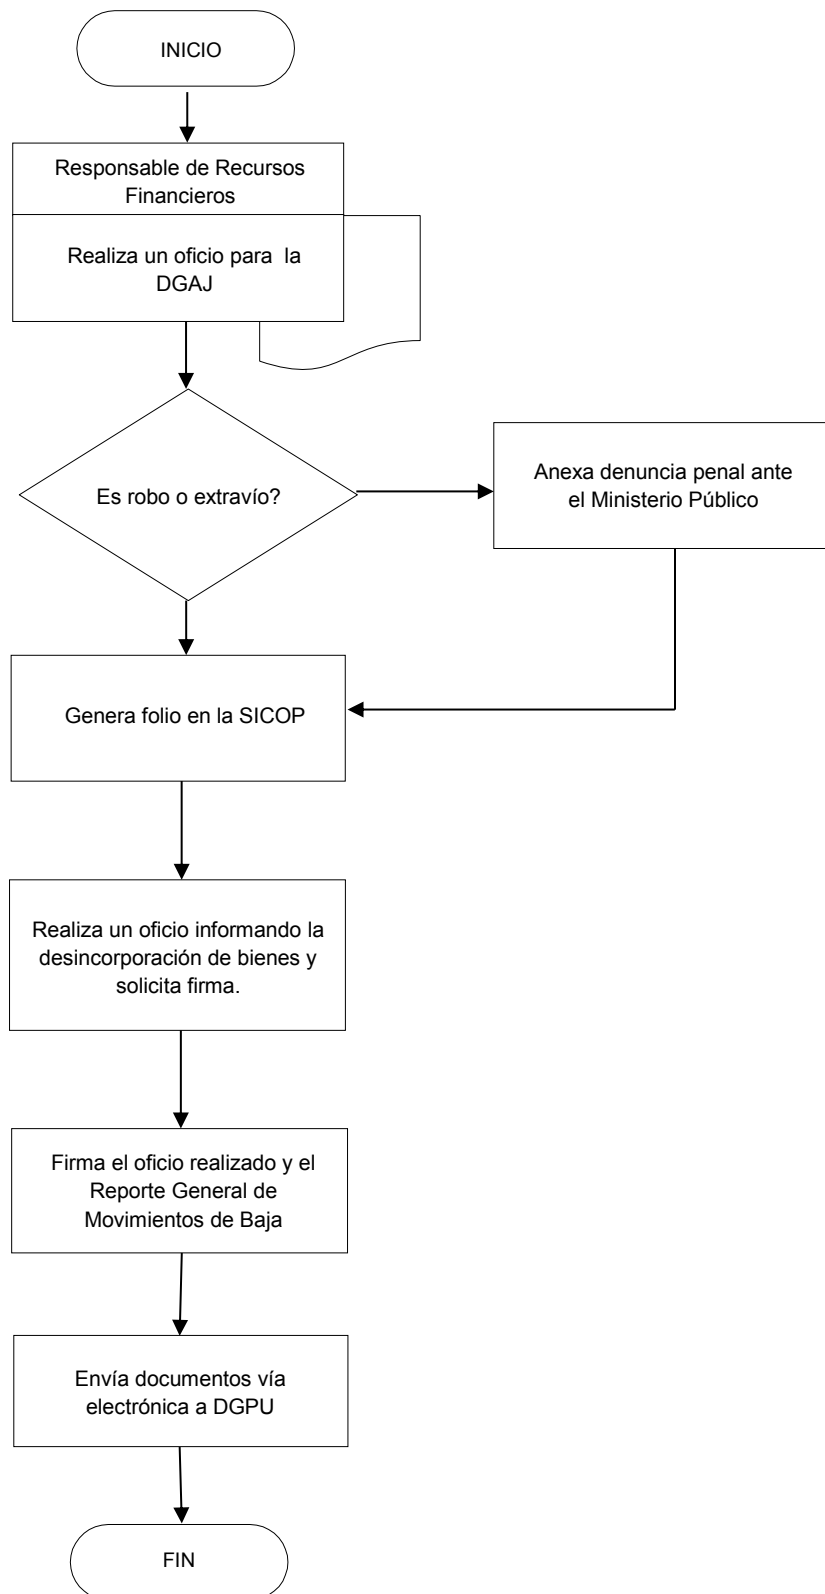 INICIO
Responsable de Recursos
Financieros
Realiza un oficio para  la
DGAJ
Es robo o extravío?
Anexa denuncia penal ante
el Ministerio Público
Genera folio en la SICOP
Realiza un oficio informando la
desincorporación de bienes y
solicita firma.
Firma el oficio realizado y el
Reporte General de
Movimientos de Baja
Envía documentos vía
electrónica a DGPU
FIN